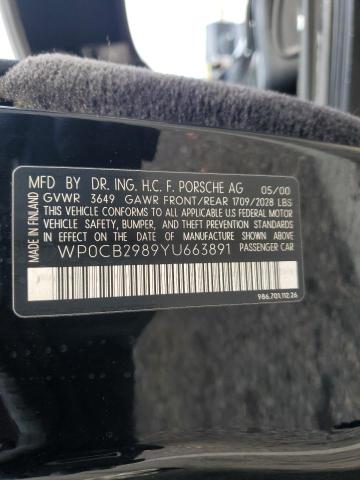 MFD BY DR. ING. H.C. F. PORSCHE AG 05/00
GVWR 3649 GAWR FRONT/REAR 1709/2028 LBS
THIS CAR CONFORMS TO ALL APPLICABLE U.S. FEDERAL MOTOR
VEHICLE SAFETY, BUMPER, AND THEFT PREVENTION STANDARDS
IN EFFECT ON THE DATE OF MANUFACTURE SHOWN ABOVE
WP0CB2989YU663891 PASSENGER CAR
MADE IN FINLAND
986.701.112.26